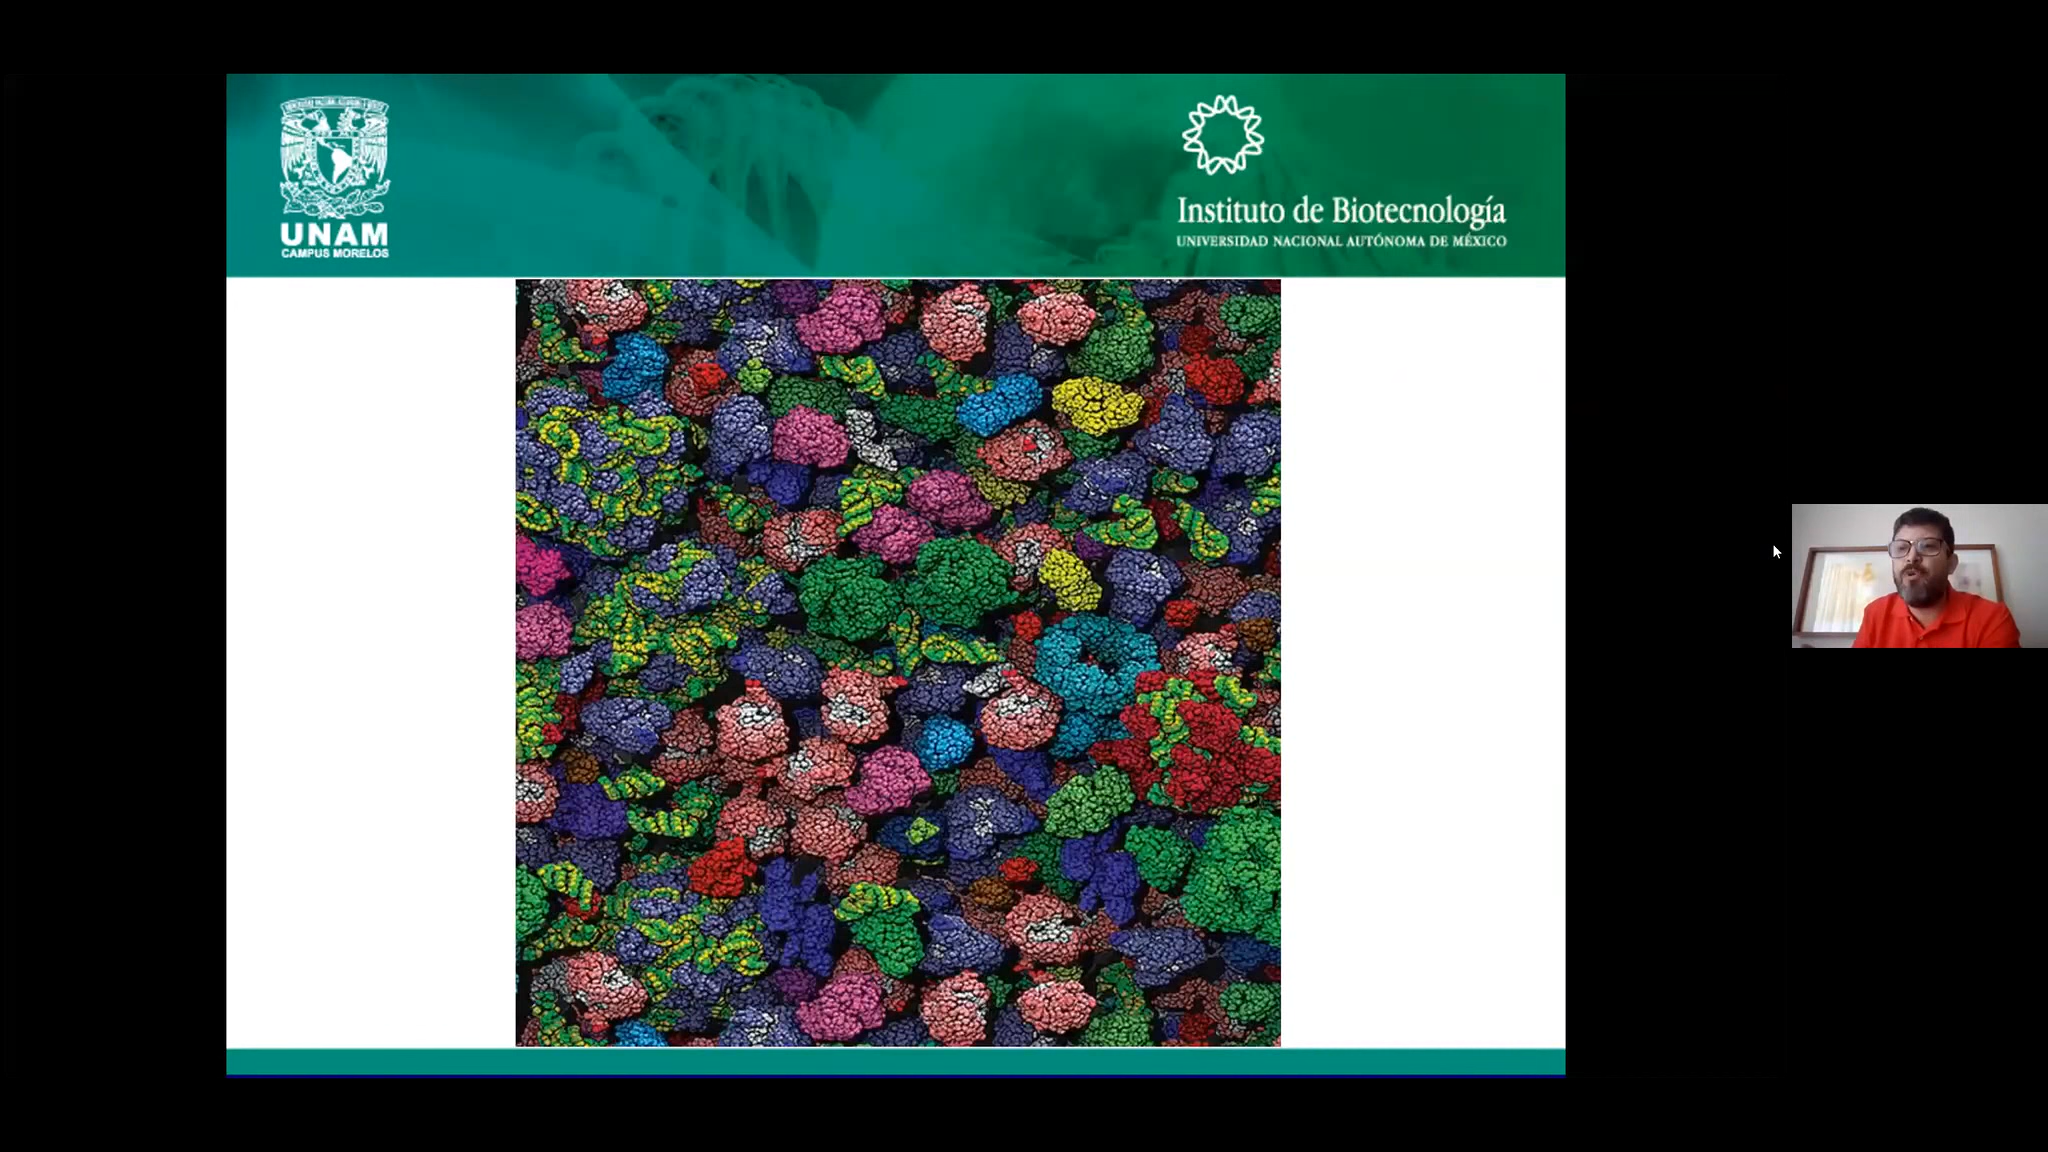 UNAM
CAMPUS MORELOS
Instituto de Biotecnología
UNIVERSIDAD NACIONAL AUTÓNOMA DE MÉXICO